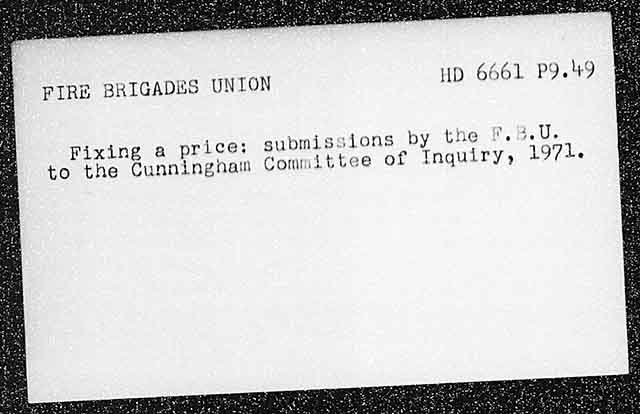 FIRE BRIGADES UNION
HD 6661 P9.49
Fixing a price: submissions by the F.B.U.
to the Cunningham Committee of Inquiry, 1971.